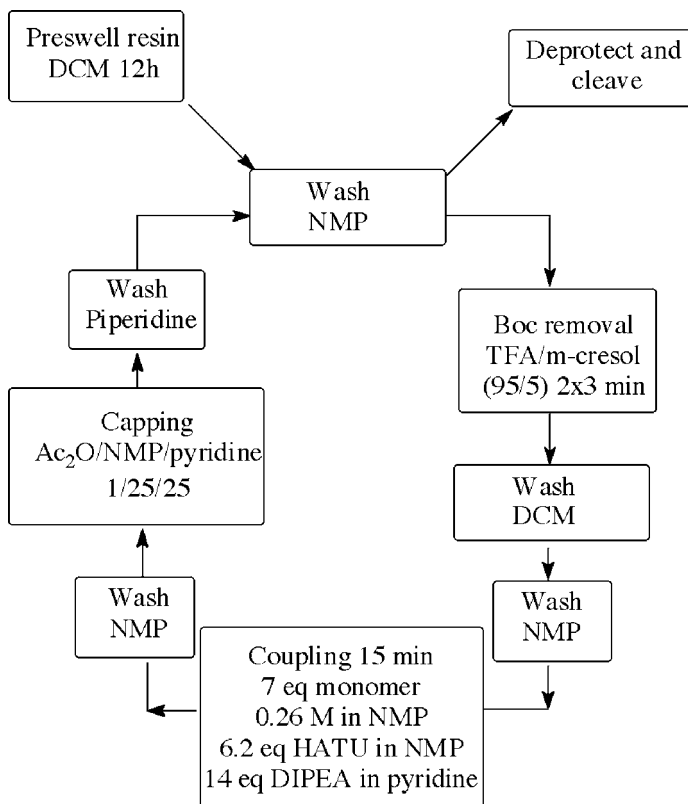 Preswell resin
DCM 12h
Deprotect and
cleave
Wash
NMP
Boc removal
TFA/m-cresol
(95/5) 2x3 min
Wash
DCM
Wash
NMP
Coupling 15 min
7 eq monomer
0.26 M in NMP
6.2 eq HATU in NMP
14 eq DIPEA in pyridine
Wash
NMP
Capping
Ac₂O/NMP/pyridine
1/25/25
Wash
Piperidine